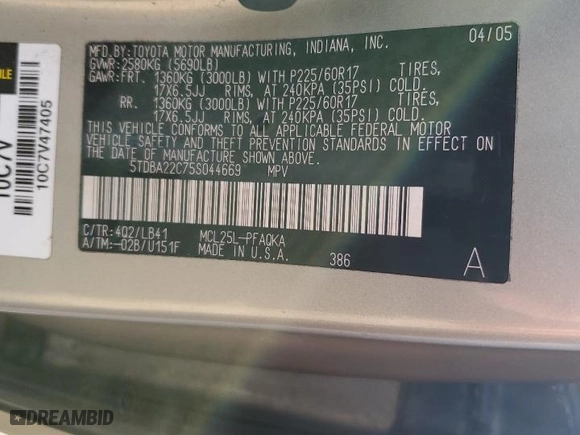 MFD.BY:TOYOTA MOTOR MANUFACTURING, INDIANA, INC. 04/05
GVWR:2580KG (5690LB)
GAWR:FRT. 1360KG (3000LB) WITH P225/60R17 TIRES,
17X6.5JJ RIMS, AT 240KPA (35PSI) COLD.
RR. 1360KG (3000LB) WITH P225/60R17 TIRES,
17X6.5JJ RIMS, AT 240KPA (35PSI) COLD.
THIS VEHICLE CONFORMS TO ALL APPLICABLE FEDERAL MOTOR
VEHICLE SAFETY AND THEFT PREVENTION STANDARDS IN EFFECT ON
THE DATE OF MANUFACTURE SHOWN ABOVE.
5TDBA22C75S044669 MPV
C/TR:4Q2/LB41 MCL25L-PFAQKA
A/TM:-02B/U151F MADE IN U.S.A. 386 A
10C7V
10C7V47405
DREAMBID